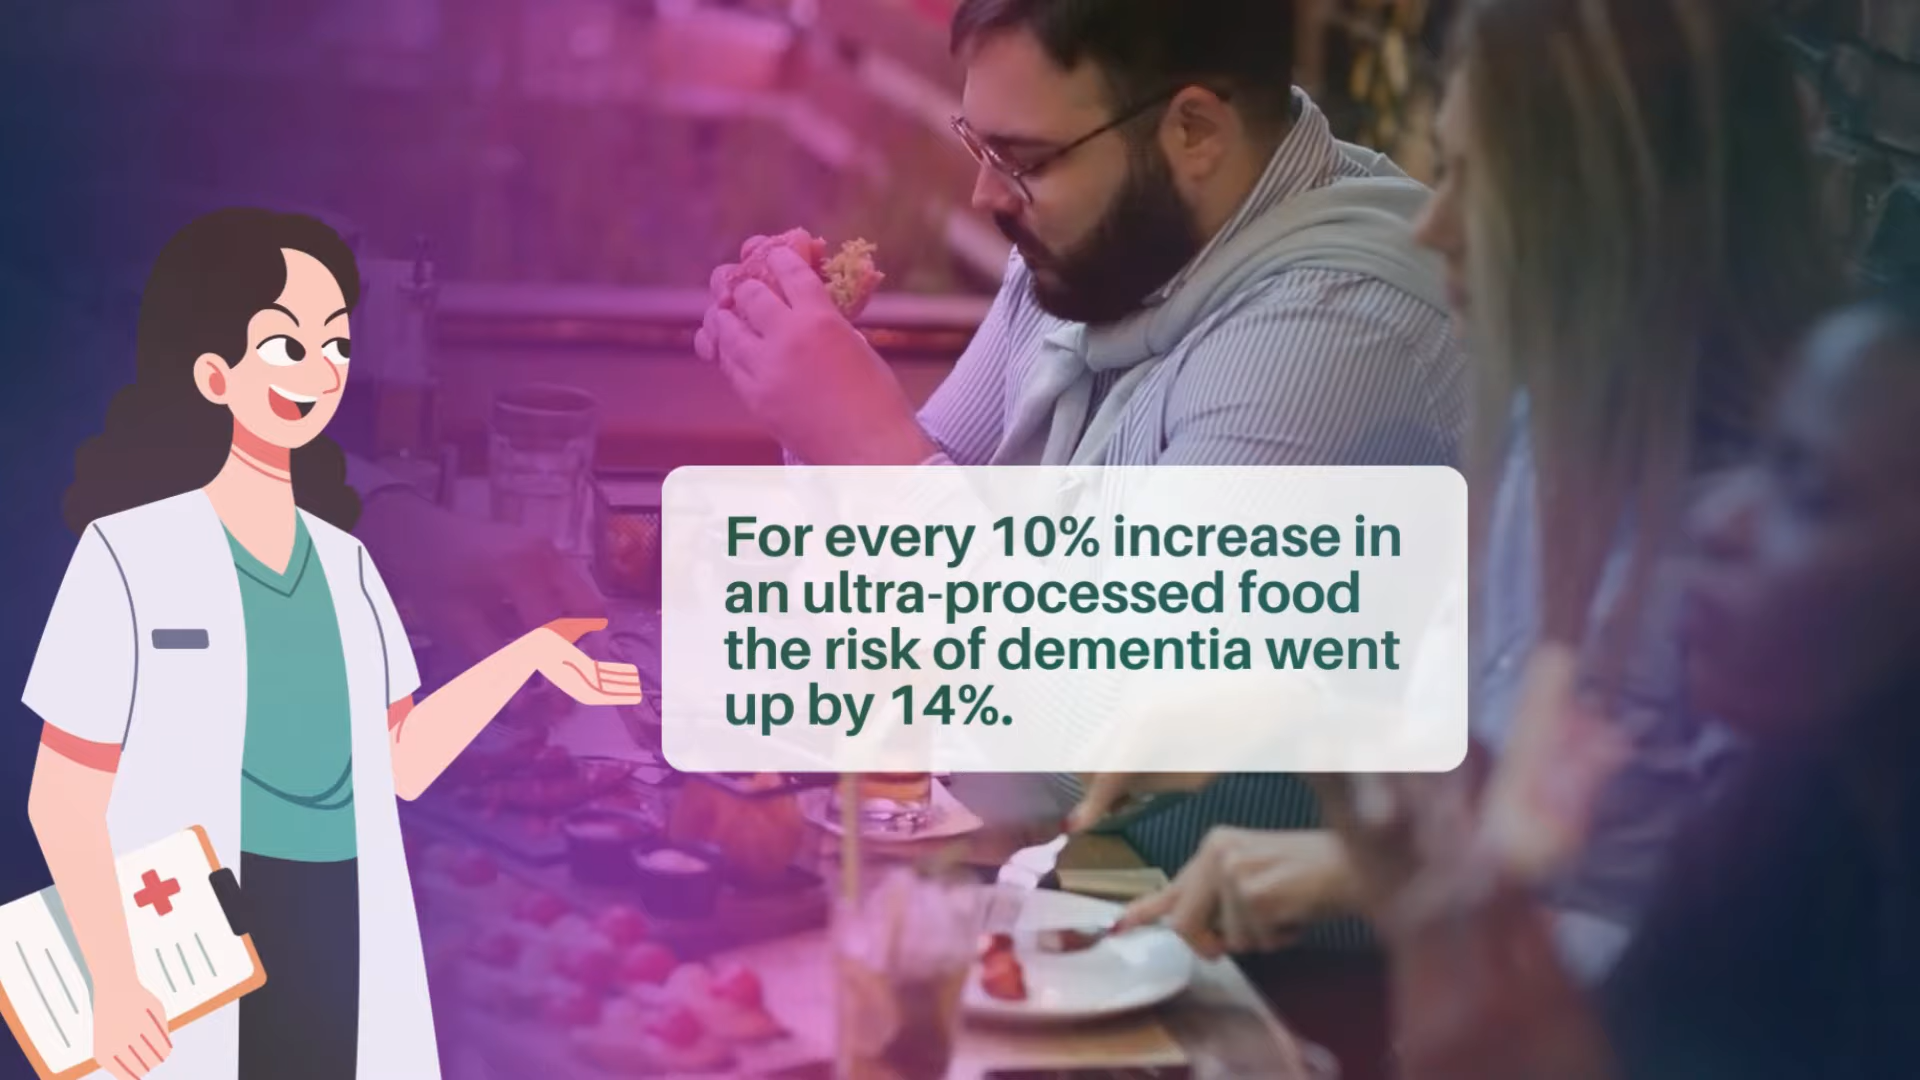 For every 10% increase in
an ultra-processed food
the risk of dementia went
up by 14%.